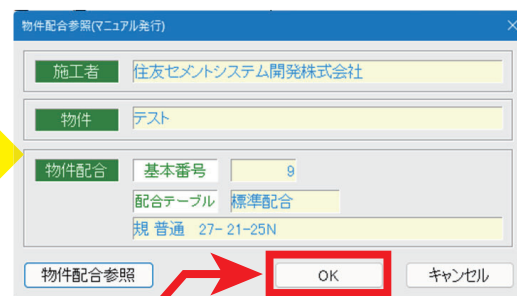 物件配合参照(マニュアル発行)
施工者 住友セメントシステム開発株式会社
物件 テスト
物件配合 基本番号 9
配合テーブル 標準配合
規 普通 27- 21-25N
物件配合参照 OK キャンセル